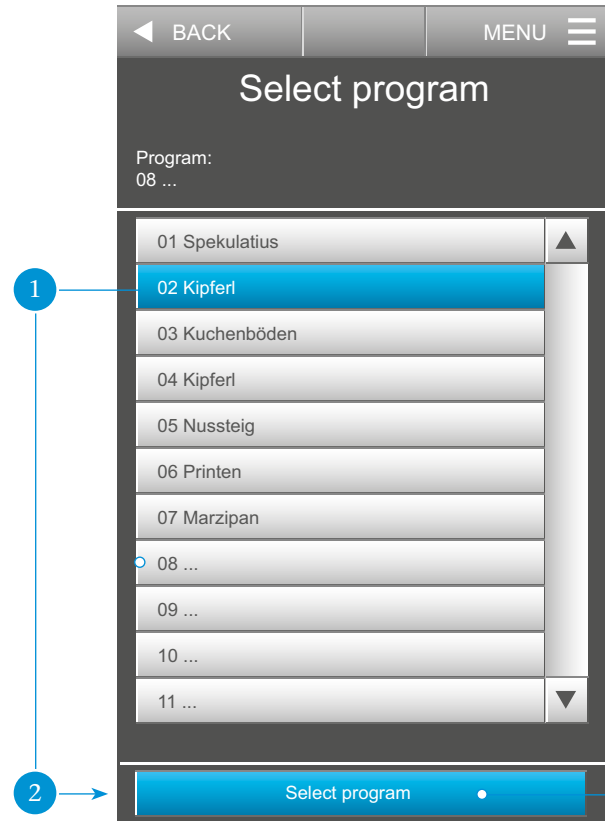 BACK
MENU
Select program
Program:
08 ...
01 Spekulatius
1
02 Kipferl
03 Kuchenböden
04 Kipferl
05 Nussteig
06 Printen
07 Marzipan
08 ...
09 ...
10 ...
11 ...
2
Select program